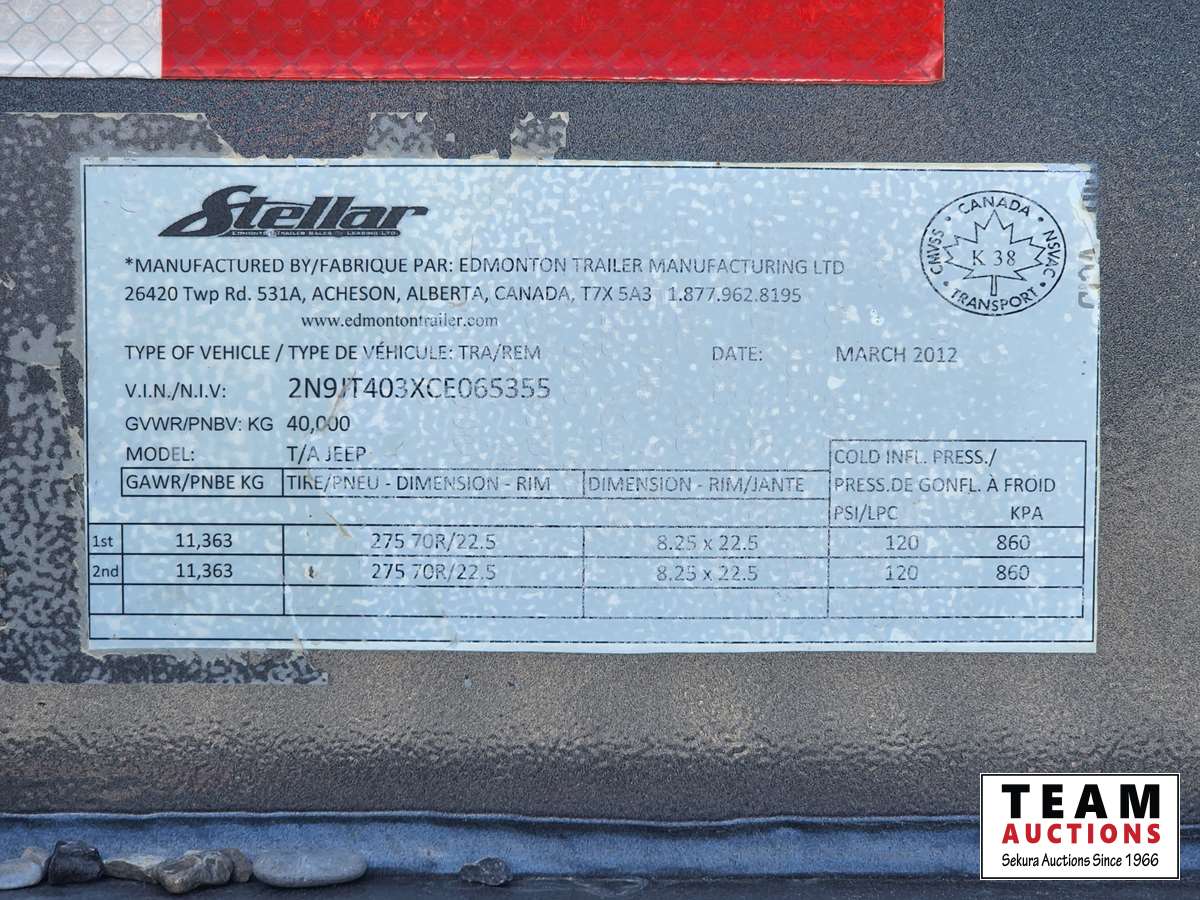 Stellar
EDMONTON TRAILER SALES & LEASING LTD.
CANADA
CMVSS
K 38
NSVAC
TRANSPORT
*MANUFACTURED BY/FABRIQUE PAR: EDMONTON TRAILER MANUFACTURING LTD
26420 Twp Rd. 531A, ACHESON, ALBERTA, CANADA, T7X 5A3 1.877.962.8195
www.edmontontrailer.com
TYPE OF VEHICLE / TYPE DE VÉHICULE: TRA/REM DATE: MARCH 2012
V.I.N./N.I.V: 2N9JT403XCE065355
GVWR/PNBV: KG 40,000
MODEL: T/A JEEP
COLD INFL. PRESS./
GAWR/PNBE KG TIRE/PNEU - DIMENSION - RIM DIMENSION - RIM/JANTE PRESS.DE GONFL. À FROID
PSI/LPC KPA
1st 11,363 275 70R/22.5 8.25 x 22.5 120 860
2nd 11,363 275 70R/22.5 8.25 x 22.5 120 860
TEAM
AUCTIONS
Sekura Auctions Since 1966